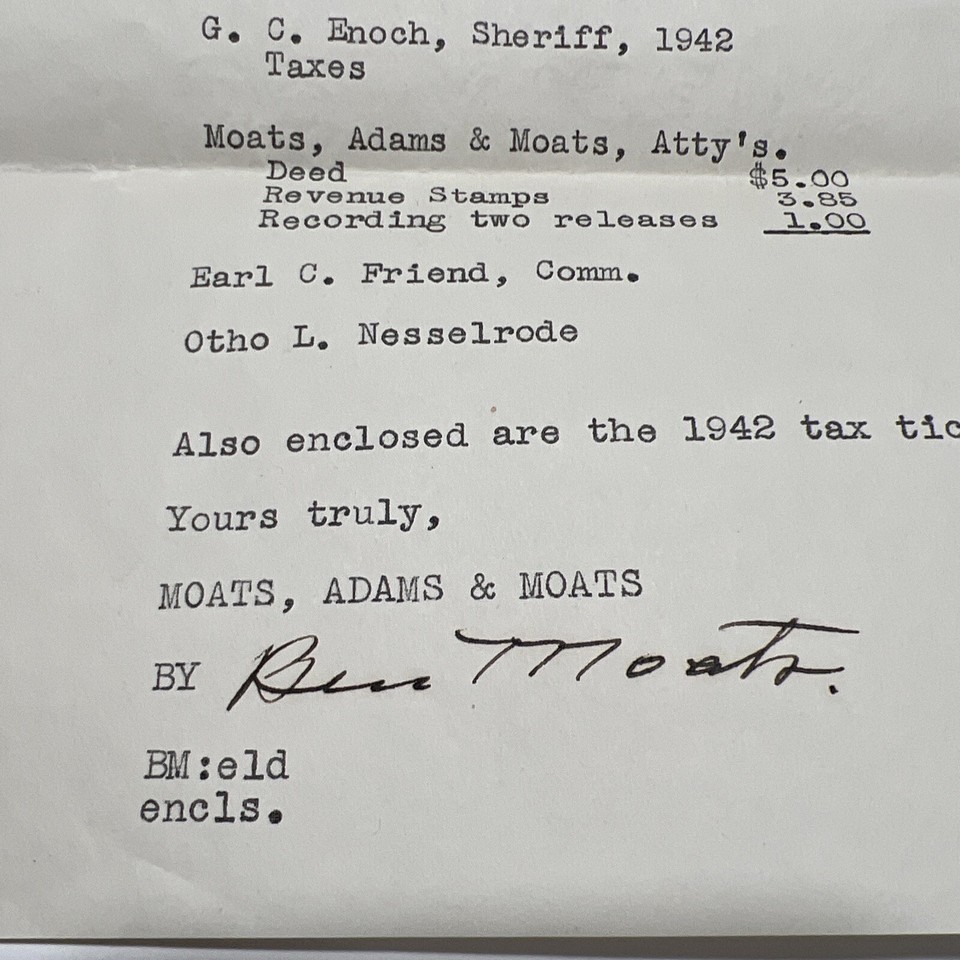 G. C. Enoch, Sheriff, 1942
Taxes
Moats, Adams & Moats, Atty's.
Deed $5.00
Revenue Stamps 3.85
Recording two releases 1.00
Earl C. Friend, Comm.
Otho L. Nesselrode
Also enclosed are the 1942 tax tic
Yours truly,
MOATS, ADAMS & MOATS
BY Ben Moats.
BM:eld
encls.